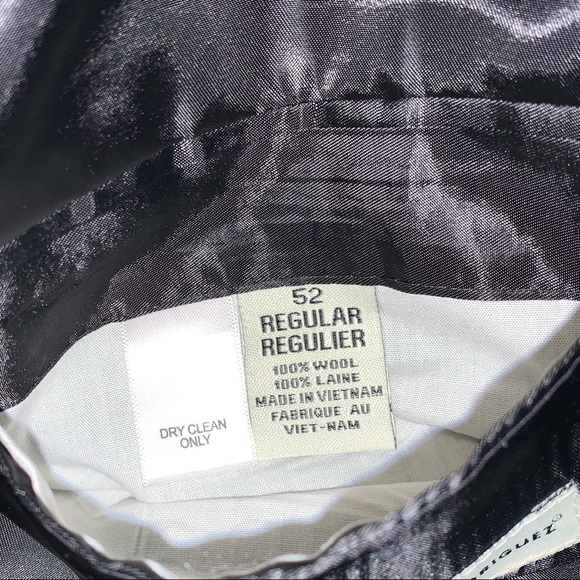 52
REGULAR
REGULIER
100% WOOL
100% LAINE
MADE IN VIETNAM
FABRIQUE AU
VIET-NAM
DRY CLEAN
ONLY